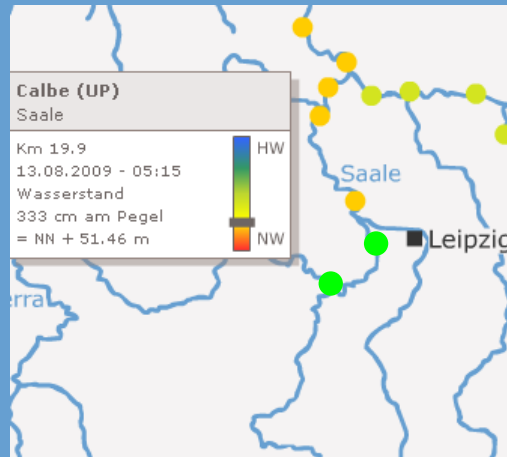 Calbe (UP)
Saale
Km 19.9
13.08.2009 - 05:15
Wasserstand
333 cm am Pegel
= NN + 51.46 m
HW
NW
Saale
Leipzig
erra